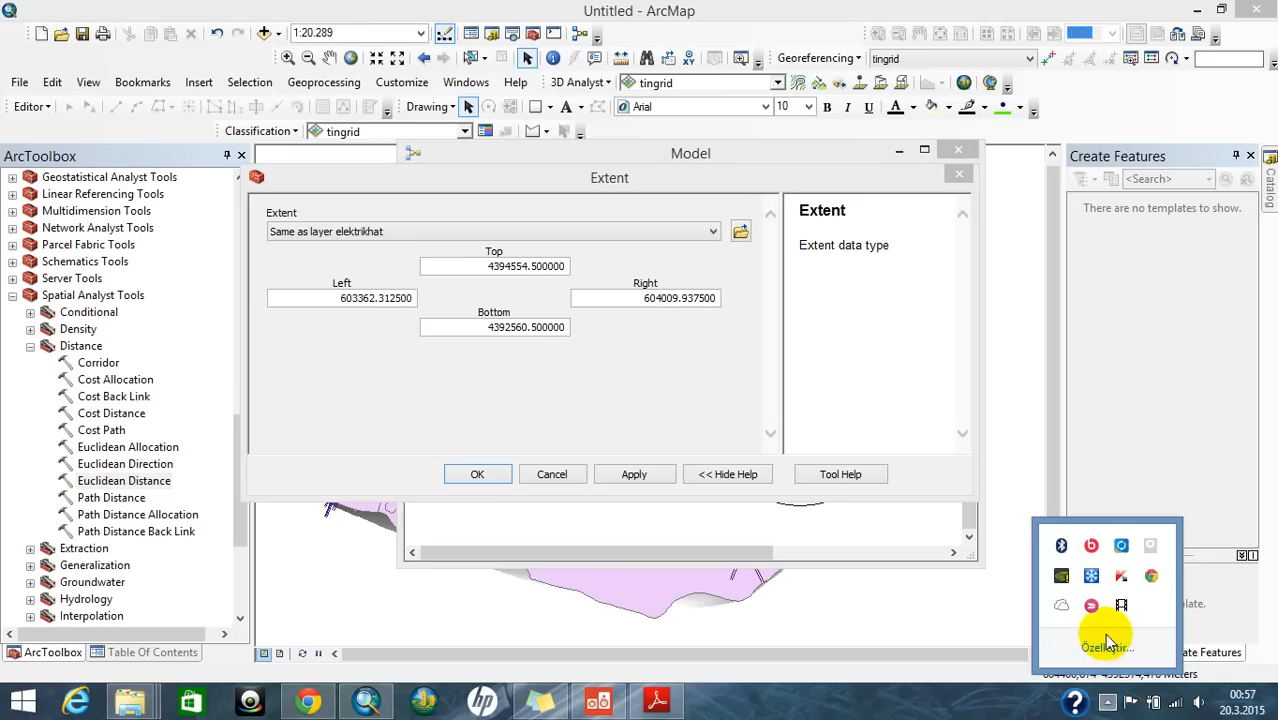 Untitled - ArcMap
1:20.289
Georeferencing
tingrid
File Edit View Bookmarks Insert Selection Geoprocessing Customize Windows Help
3D Analyst
tingrid
Editor
Drawing
Arial
10
B I U A
Classification
tingrid
ArcToolbox
Geostatistical Analyst Tools
Linear Referencing Tools
Multidimension Tools
Network Analyst Tools
Parcel Fabric Tools
Schematics Tools
Server Tools
Spatial Analyst Tools
Conditional
Density
Distance
Corridor
Cost Allocation
Cost Back Link
Cost Distance
Cost Path
Euclidean Allocation
Euclidean Direction
Euclidean Distance
Path Distance
Path Distance Allocation
Path Distance Back Link
Extraction
Generalization
Groundwater
Hydrology
Interpolation
ArcToolbox
Table Of Contents
Model
Extent
Extent
Same as layer elektrikhat
Top
4394554.500000
Left
Right
603362.312500
604009.937500
Bottom
4392560.500000
OK
Cancel
Apply
<< Hide Help
Tool Help
Extent
Extent data type
Create Features
<Search>
There are no templates to show.
Catalog
Özelleştir...
00:57
20.3.2015